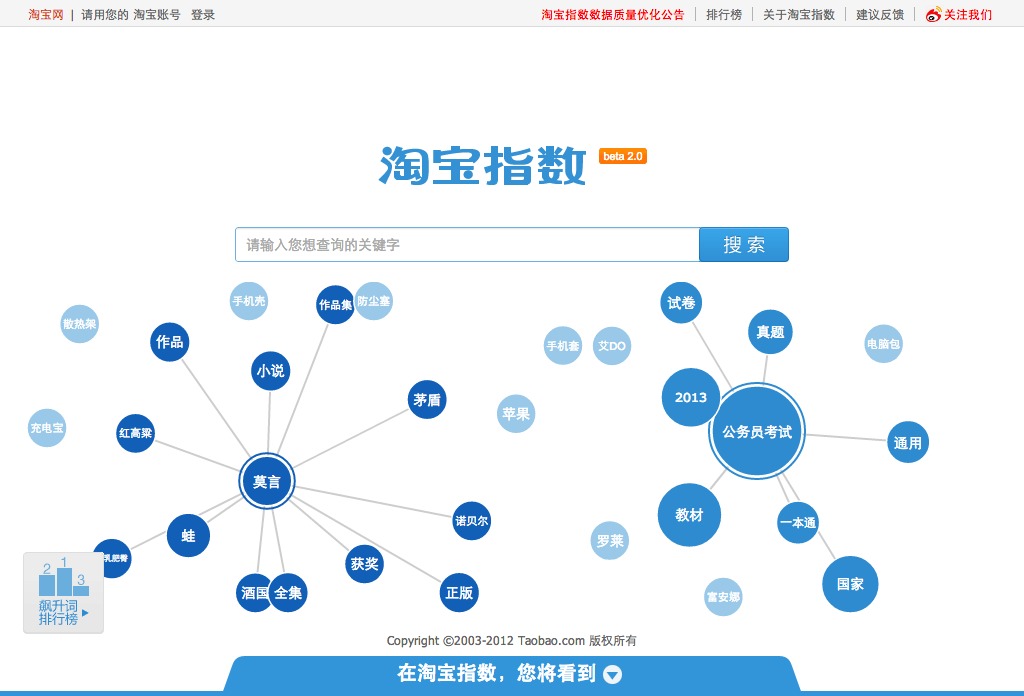 淘宝网 | 请用您的 淘宝账号 登录
淘宝指数数据质量优化公告 | 排行榜 | 关于淘宝指数 | 建议反馈 | 关注我们
淘宝指数 beta 2.0
请输入您想查询的关键字 搜 索
手机壳
作品集
防尘塞
试卷
散热架
作品
真题
手机套
艾DO
电脑包
小说
2013
茅盾
苹果
充电宝
红高粱
公务员考试
通用
莫言
教材
诺贝尔
一本通
蛙
罗莱
乳肥臀
获奖
国家
酒国
全集
正版
富安娜
2 1 3
飙升词
排行榜
Copyright ©2003-2012 Taobao.com 版权所有
在淘宝指数，您将看到